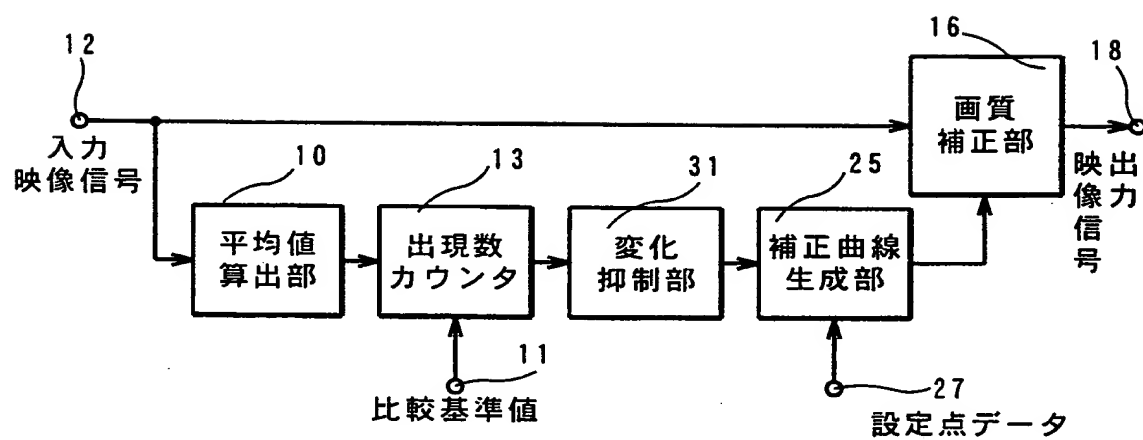 12
16
18
入力
映像信号
画質
補正部
出力
映像信号
10
13
31
25
平均値
算出部
出現数
カウンタ
変化
抑制部
補正曲線
生成部
11
比較基準値
27
設定点データ